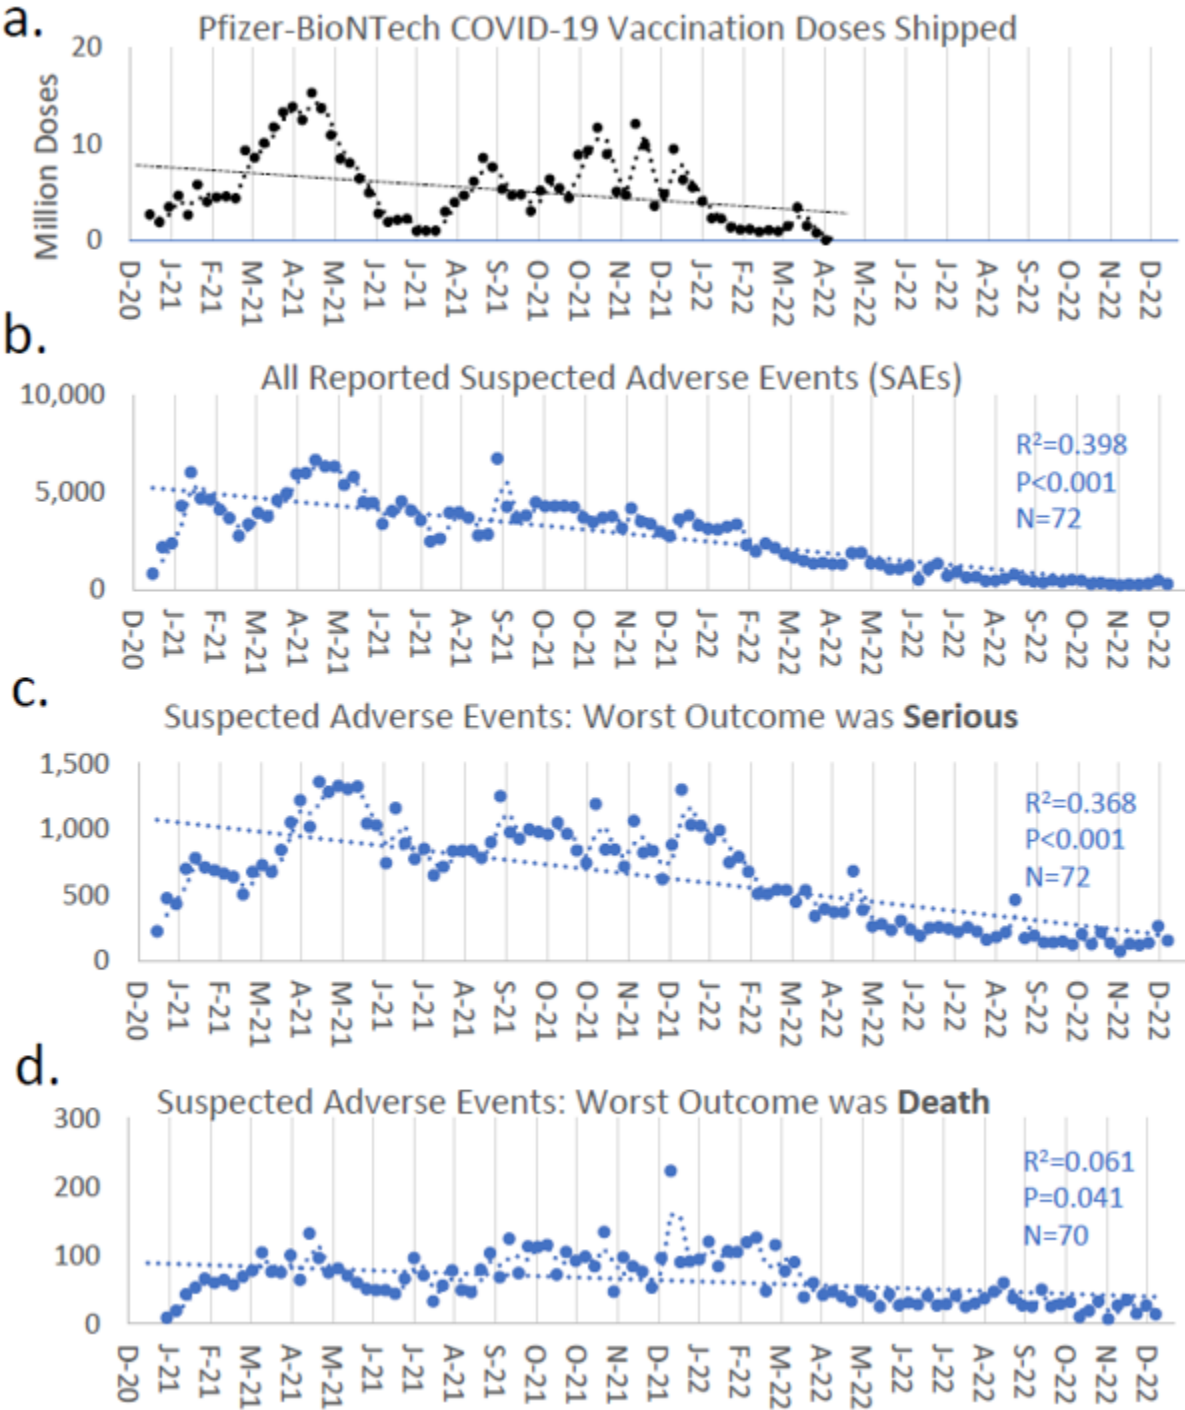 a.
Pfizer-BioNTech COVID-19 Vaccination Doses Shipped
Million Doses
20
10
0
D-20 J-21 F-21 M-21 A-21 M-21 J-21 J-21 A-21 S-21 O-21 O-21 N-21 D-21 J-22 F-22 M-22 A-22 M-22 J-22 J-22 A-22 S-22 O-22 N-22 D-22
b.
All Reported Suspected Adverse Events (SAEs)
10,000
5,000
0
R²=0.398
P<0.001
N=72
D-20 J-21 F-21 M-21 A-21 M-21 J-21 J-21 A-21 S-21 O-21 O-21 N-21 D-21 J-22 F-22 M-22 A-22 M-22 J-22 J-22 A-22 S-22 O-22 N-22 D-22
c.
Suspected Adverse Events: Worst Outcome was Serious
1,500
1,000
500
0
R²=0.368
P<0.001
N=72
D-20 J-21 F-21 M-21 A-21 M-21 J-21 J-21 A-21 S-21 O-21 O-21 N-21 D-21 J-22 F-22 M-22 A-22 M-22 J-22 J-22 A-22 S-22 O-22 N-22 D-22
d.
Suspected Adverse Events: Worst Outcome was Death
300
200
100
0
R²=0.061
P=0.041
N=70
D-20 J-21 F-21 M-21 A-21 M-21 J-21 J-21 A-21 S-21 O-21 O-21 N-21 D-21 J-22 F-22 M-22 A-22 M-22 J-22 J-22 A-22 S-22 O-22 N-22 D-22